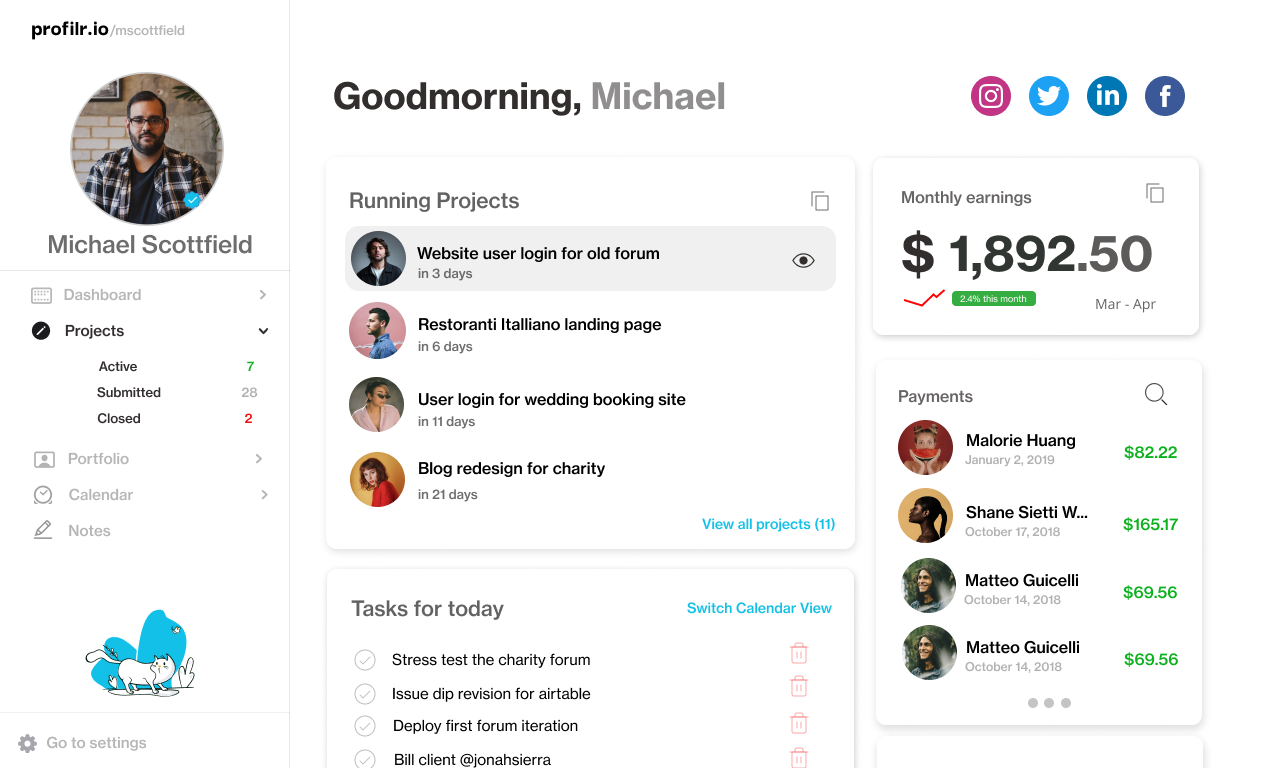 profilr.io/mscottfield
Michael Scottfield
Dashboard
Projects
Active 7
Submitted 28
Closed 2
Portfolio
Calendar
Notes
Go to settings
Goodmorning, Michael
Running Projects
Website user login for old forum
in 3 days
Restoranti Italliano landing page
in 6 days
User login for wedding booking site
in 11 days
Blog redesign for charity
in 21 days
View all projects (11)
Tasks for today
Switch Calendar View
Stress test the charity forum
Issue dip revision for airtable
Deploy first forum iteration
Bill client @jonahsierra
Monthly earnings
$ 1,892.50
2.4% this month
Mar - Apr
Payments
Malorie Huang
January 2, 2019
$82.22
Shane Sietti W...
October 17, 2018
$165.17
Matteo Guicelli
October 14, 2018
$69.56
Matteo Guicelli
October 14, 2018
$69.56